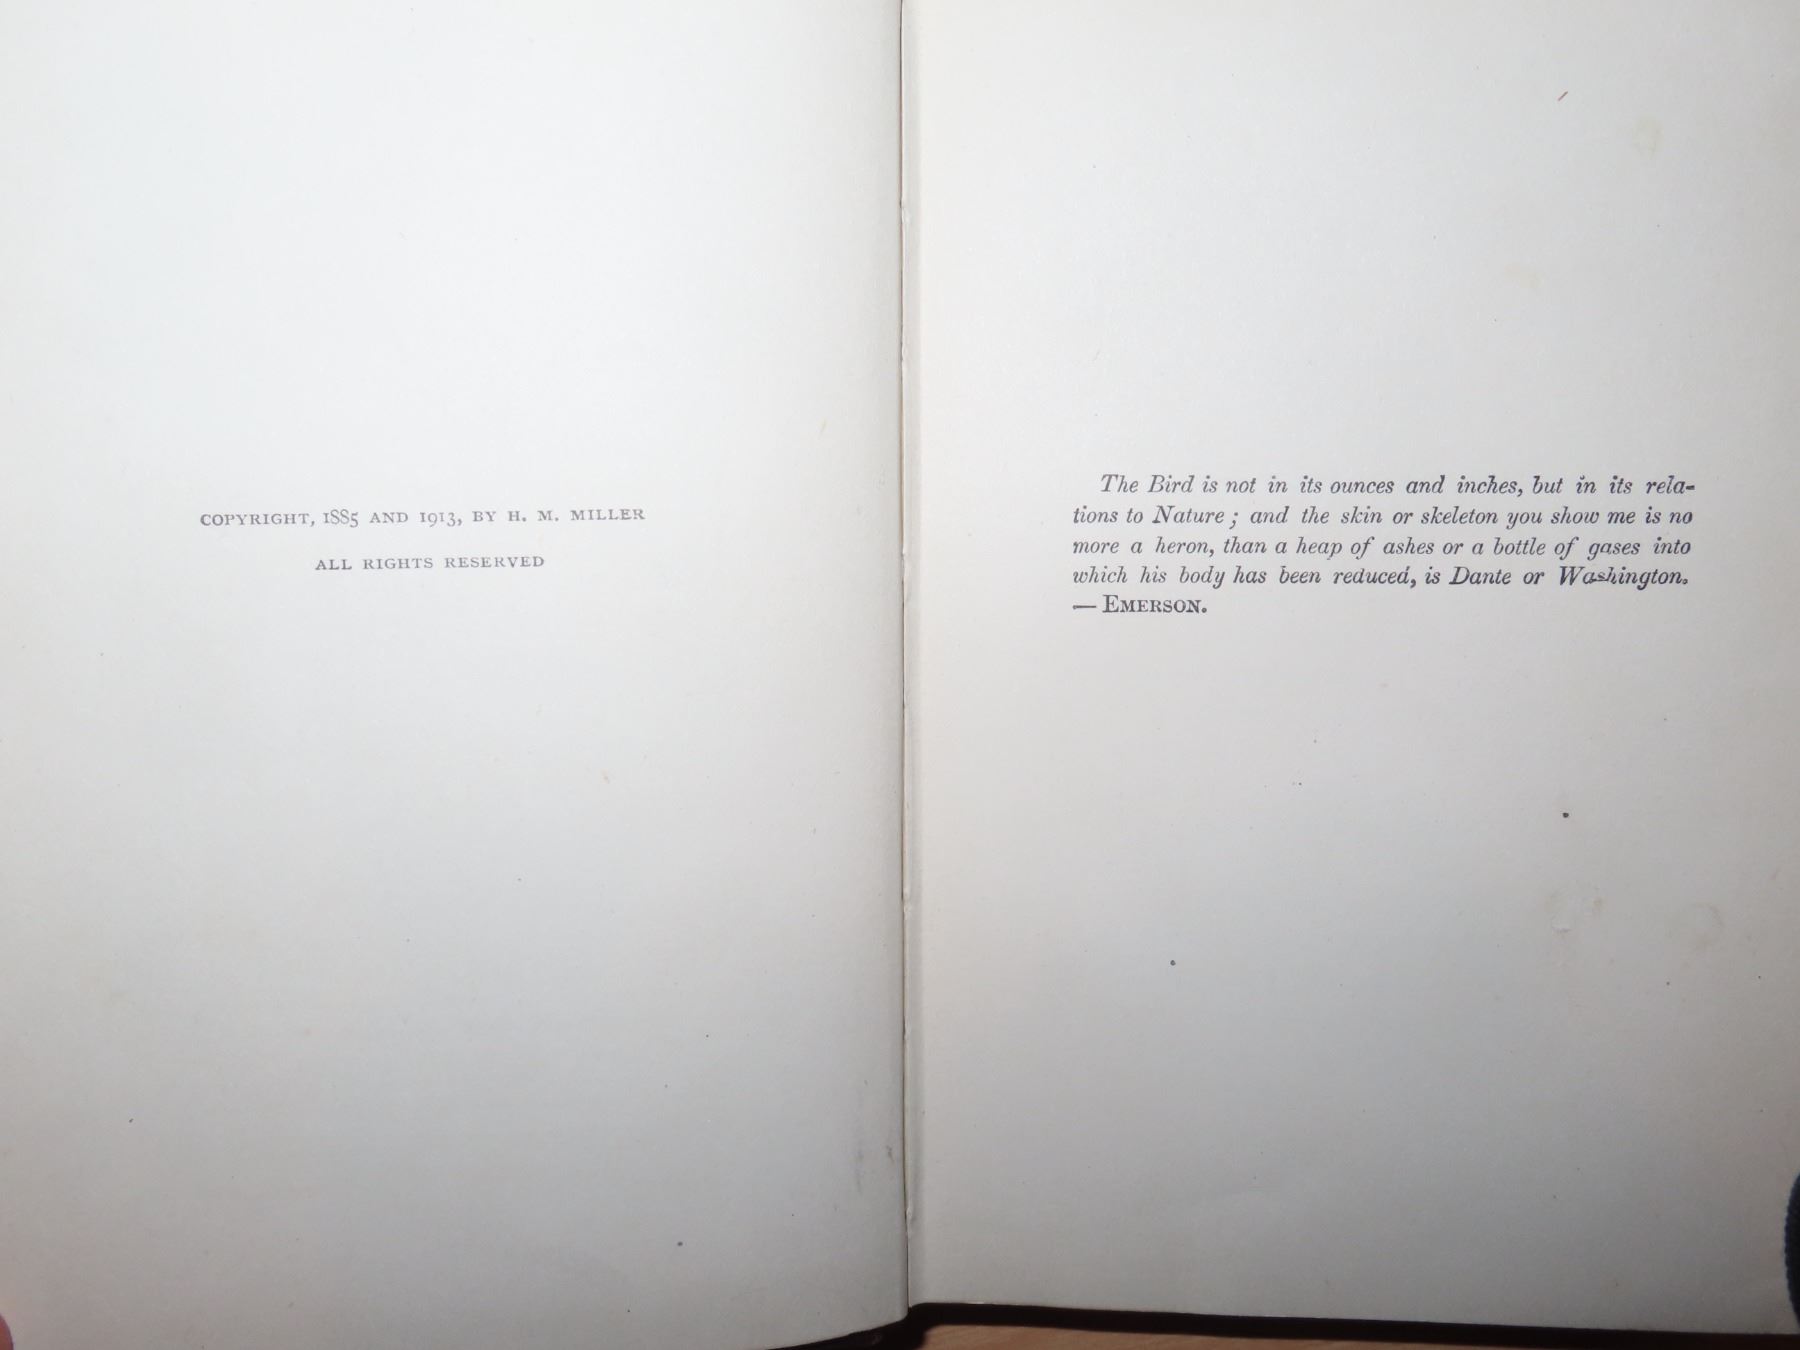 COPYRIGHT, 1885 AND 1913, BY H. M. MILLER
ALL RIGHTS RESERVED
The Bird is not in its ounces and inches, but in its rela-
tions to Nature; and the skin or skeleton you show me is no
more a heron, than a heap of ashes or a bottle of gases into
which his body has been reduced, is Dante or Washington.
— EMERSON.